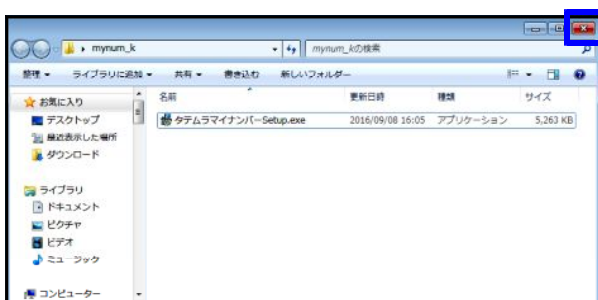 mynum_k
mynum_kの検索
整理 ライブラリに追加 共有 書き込む 新しいフォルダー
お気に入り
デスクトップ
最近表示した場所
ダウンロード
ライブラリ
ドキュメント
ピクチャ
ビデオ
ミュージック
コンピューター
名前 更新日時 種類 サイズ
タテムラマイナンバーSetup.exe 2016/09/08 16:05 アプリケーション 5,263 KB